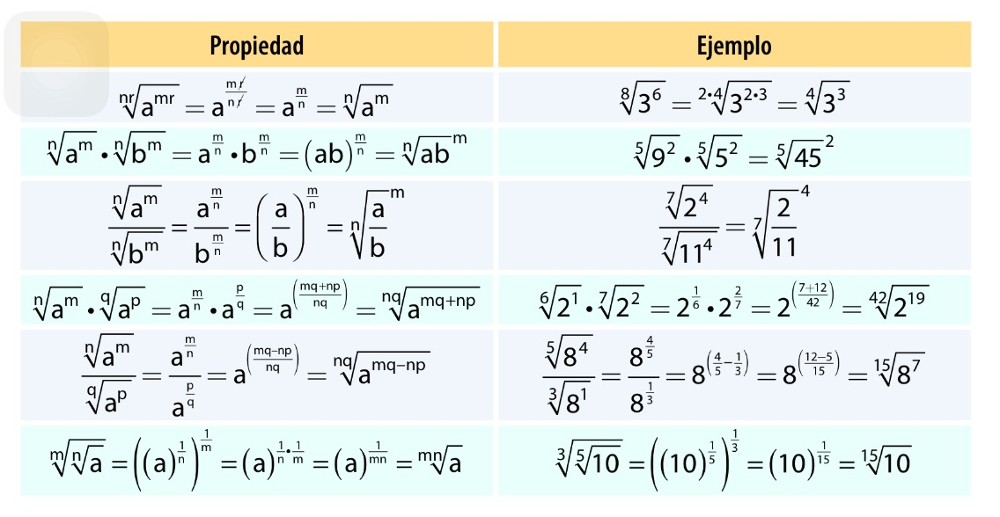 Propiedad Ejemplo
$\sqrt[nr]{a^{mr}} = a^{\frac{m\cancel{r}}{n\cancel{r}}} = a^{\frac{m}{n}} = \sqrt[n]{a^m}$ $\sqrt[8]{3^6} = \sqrt[2 \cdot 4]{3^{2 \cdot 3}} = \sqrt[4]{3^3}$
$\sqrt[n]{a^m} \cdot \sqrt[n]{b^m} = a^{\frac{m}{n}} \cdot b^{\frac{m}{n}} = (ab)^{\frac{m}{n}} = \sqrt[n]{ab}^m$ $\sqrt[5]{9^2} \cdot \sqrt[5]{5^2} = \sqrt[5]{45}^2$
$\frac{\sqrt[n]{a^m}}{\sqrt[n]{b^m}} = \frac{a^{\frac{m}{n}}}{b^{\frac{m}{n}}} = \left(\frac{a}{b}\right)^{\frac{m}{n}} = \sqrt[n]{\frac{a}{b}}^m$ $\frac{\sqrt[7]{2^4}}{\sqrt[7]{11^4}} = \sqrt[7]{\frac{2}{11}}^4$
$\sqrt[n]{a^m} \cdot \sqrt[q]{a^p} = a^{\frac{m}{n}} \cdot a^{\frac{p}{q}} = a^{\left(\frac{mq+np}{nq}\right)} = \sqrt[nq]{a^{mq+np}}$ $\sqrt[6]{2^1} \cdot \sqrt[7]{2^2} = 2^{\frac{1}{6}} \cdot 2^{\frac{2}{7}} = 2^{\left(\frac{7+12}{42}\right)} = \sqrt[42]{2^{19}}$
$\frac{\sqrt[n]{a^m}}{\sqrt[q]{a^p}} = \frac{a^{\frac{m}{n}}}{a^{\frac{p}{q}}} = a^{\left(\frac{mq-np}{nq}\right)} = \sqrt[nq]{a^{mq-np}}$ $\frac{\sqrt[5]{8^4}}{\sqrt[3]{8^1}} = \frac{8^{\frac{4}{5}}}{8^{\frac{1}{3}}} = 8^{\left(\frac{4}{5}-\frac{1}{3}\right)} = 8^{\left(\frac{12-5}{15}\right)} = \sqrt[15]{8^7}$
$\sqrt[m]{\sqrt[n]{a}} = \left((a)^{\frac{1}{n}}\right)^{\frac{1}{m}} = (a)^{\frac{1}{n} \cdot \frac{1}{m}} = (a)^{\frac{1}{mn}} = \sqrt[mn]{a}$ $\sqrt[3]{\sqrt[5]{10}} = \left((10)^{\frac{1}{5}}\right)^{\frac{1}{3}} = (10)^{\frac{1}{15}} = \sqrt[15]{10}$